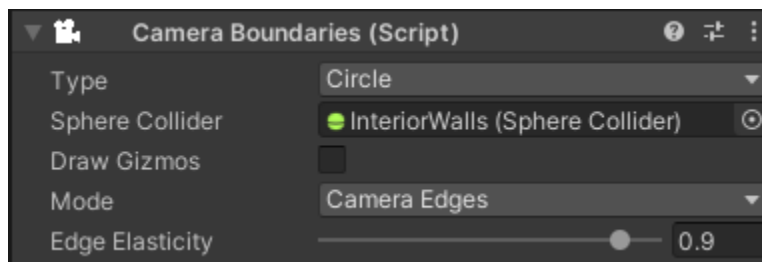 Camera Boundaries (Script)
Type Circle
Sphere Collider InteriorWalls (Sphere Collider)
Draw Gizmos
Mode Camera Edges
Edge Elasticity 0.9